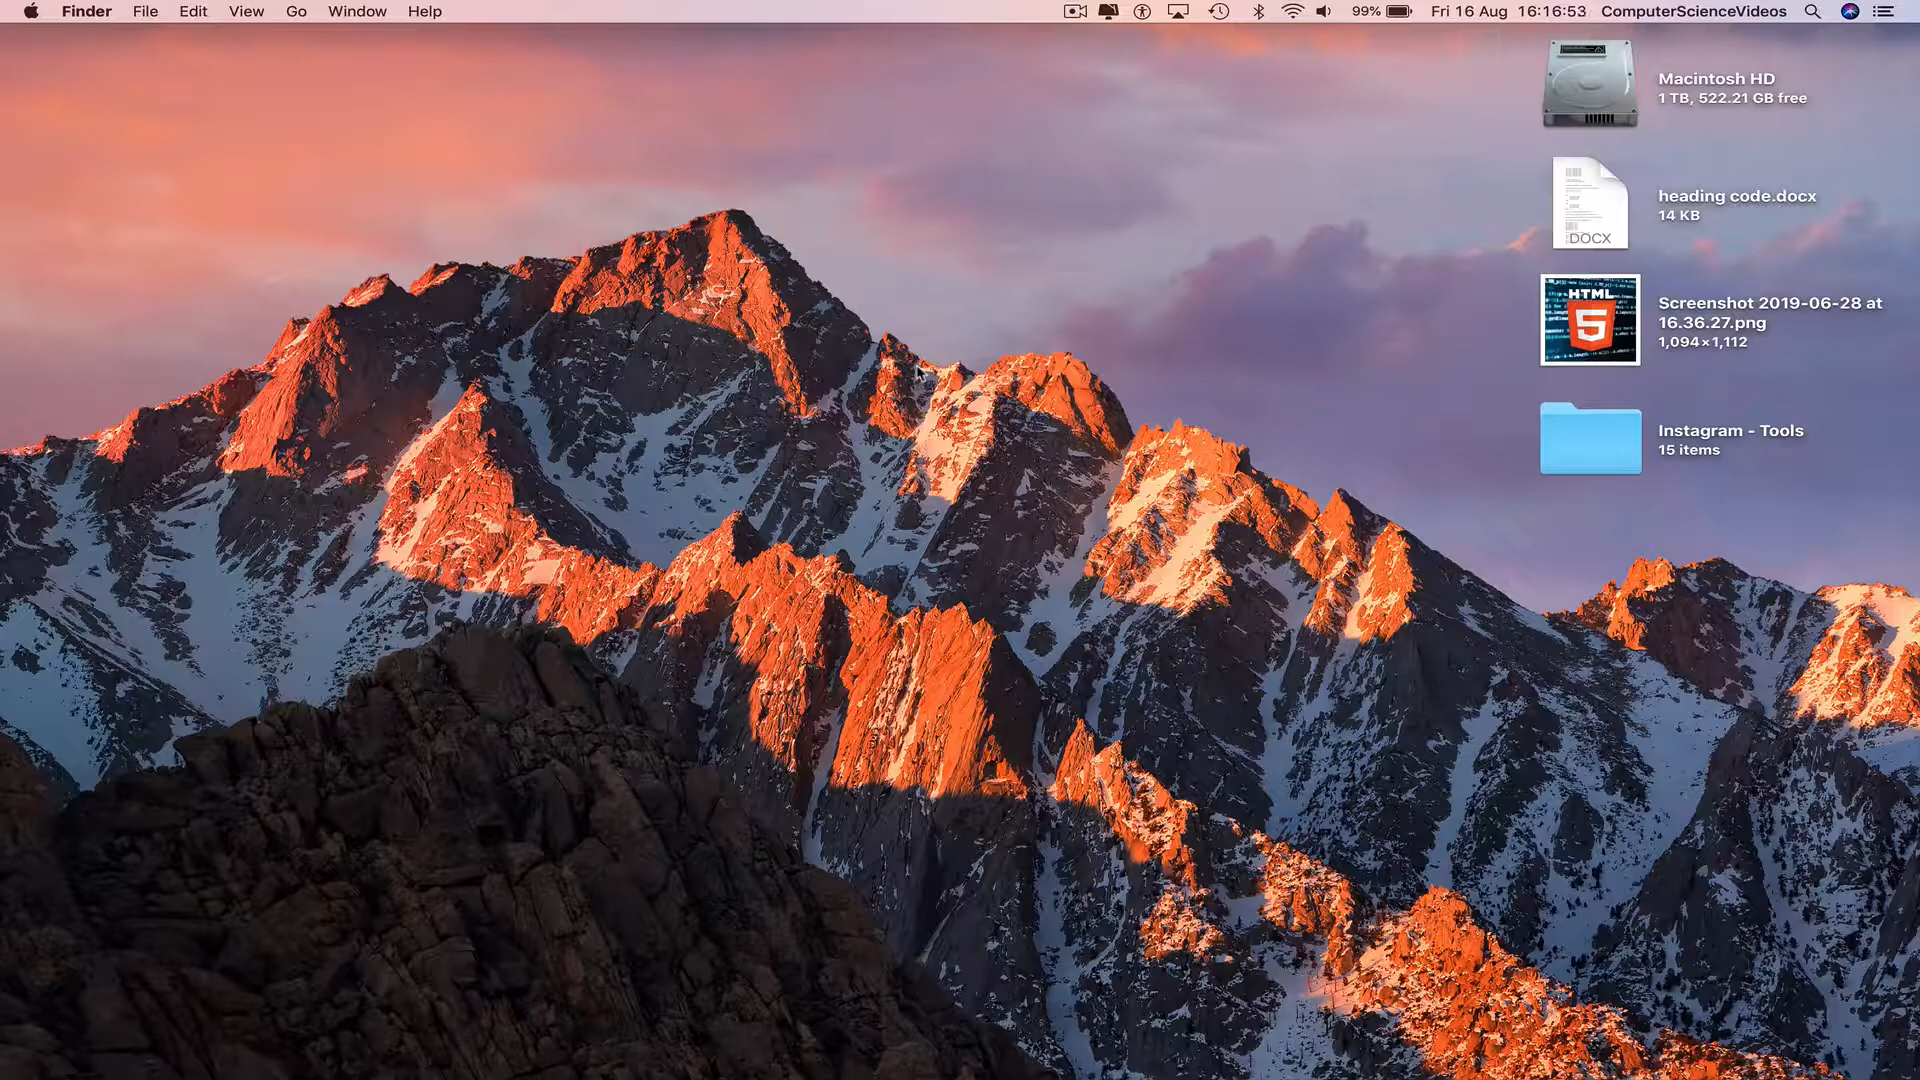 Finder File Edit View Go Window Help 99% Fri 16 Aug 16:16:53 ComputerScienceVideos
Macintosh HD
1 TB, 522.21 GB free
DOCX
heading code.docx
14 KB
HTML
5
Screenshot 2019-06-28 at
16.36.27.png
1,094×1,112
Instagram - Tools
15 items